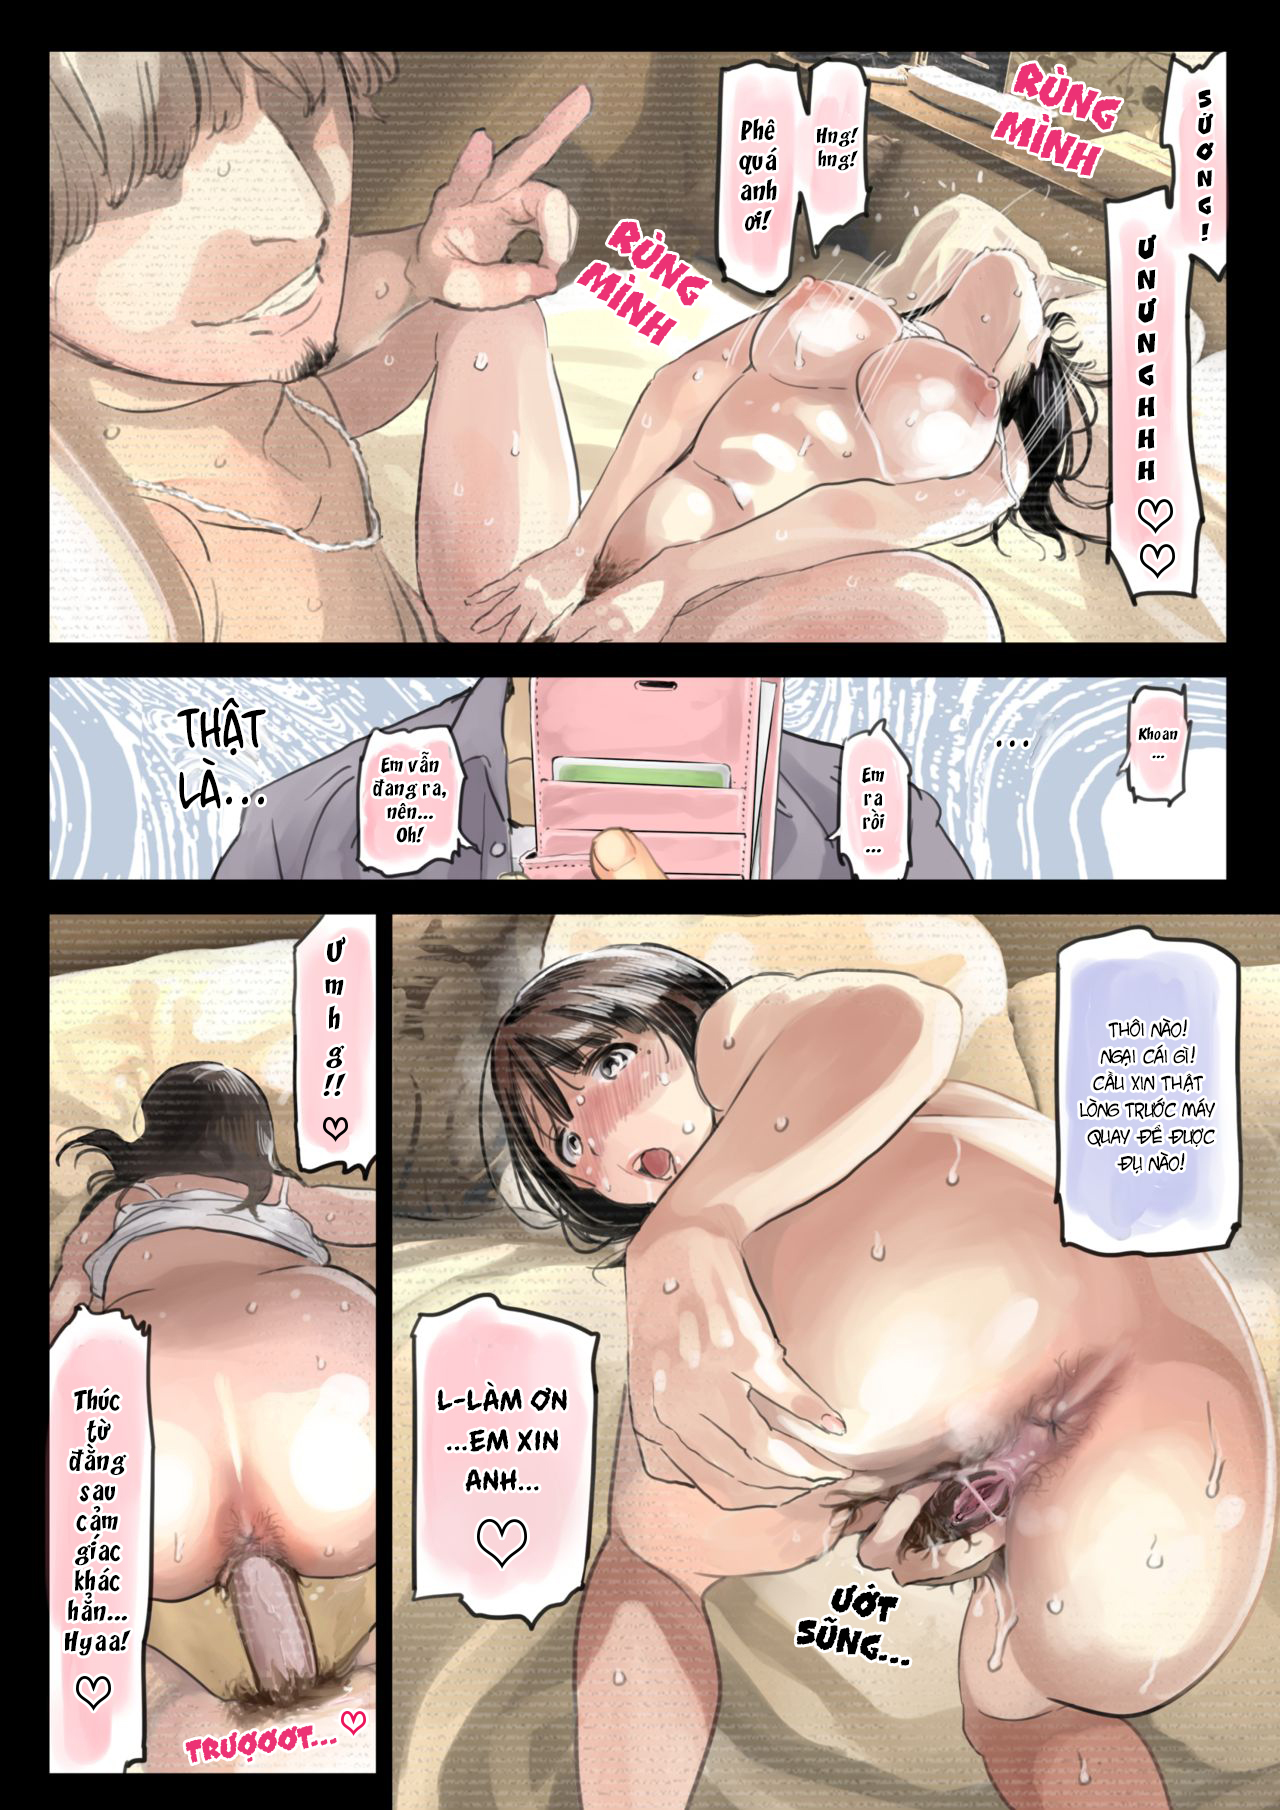 SƯỚNG!
ƯNƯNGHHH
♡♡
RÙNG
MÌNH
Hng!
hng!
Phê
quá
anh
ơi!
RÙNG
MÌNH
Khoan
...
...
Em
ra
rồi
...
Em vẫn
đang ra,
nên...
Oh!
THẬT
LÀ...
THÔI NÀO!
NGẠI CÁI GÌ!
CẦU XIN THẬT
LÒNG TRƯỚC MÁY
QUAY ĐỂ ĐƯỢC
ĐỤ NÀO!
L-LÀM ƠN
...EM XIN
ANH...
♡
ƯỚT
SŨNG...
Ưmhg!!
♡
Thúc
từ
đằng
sau
cảm
gíac
khác
hẳn...
Hyaa!
♡
TRƯỢỢỢT... ♡